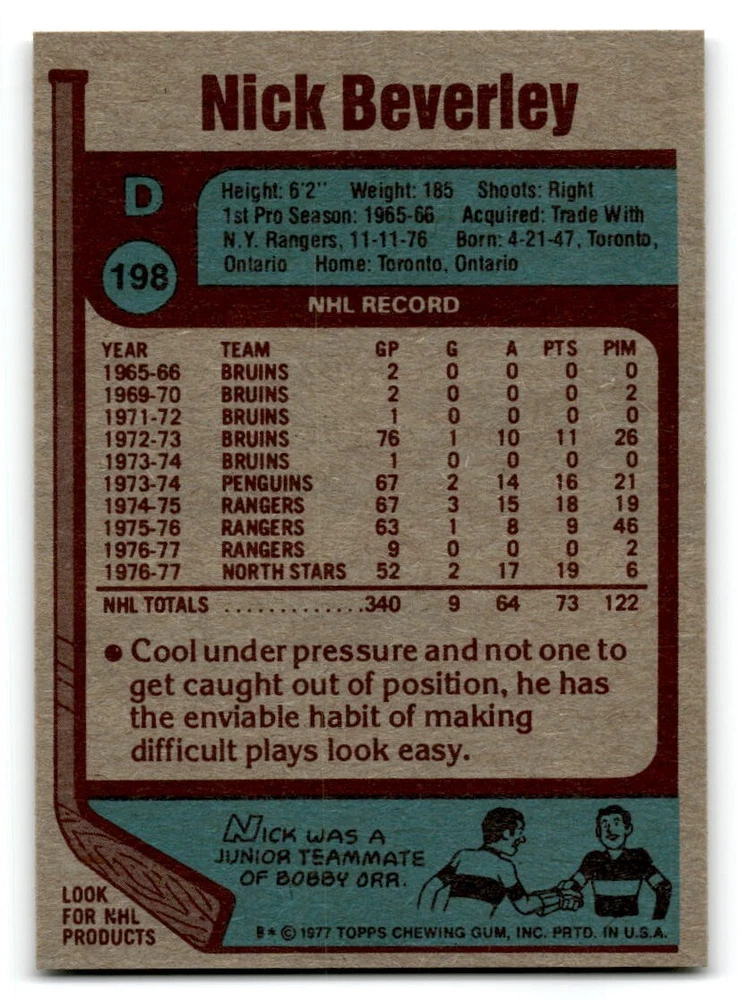 Nick Beverley
D
198
Height: 6'2" Weight: 185 Shoots: Right
1st Pro Season: 1965-66 Acquired: Trade With
N.Y. Rangers, 11-11-76 Born: 4-21-47, Toronto,
Ontario Home: Toronto, Ontario
NHL RECORD
YEAR TEAM GP G A PTS PIM
1965-66 BRUINS 2 0 0 0 0
1969-70 BRUINS 2 0 0 0 2
1971-72 BRUINS 1 0 0 0 0
1972-73 BRUINS 76 1 10 11 26
1973-74 BRUINS 1 0 0 0 0
1973-74 PENGUINS 67 2 14 16 21
1974-75 RANGERS 67 3 15 18 19
1975-76 RANGERS 63 1 8 9 46
1976-77 RANGERS 9 0 0 0 2
1976-77 NORTH STARS 52 2 17 19 6
NHL TOTALS .............340 9 64 73 122
• Cool under pressure and not one to
get caught out of position, he has
the enviable habit of making
difficult plays look easy.
NICK WAS A
JUNIOR TEAMMATE
OF BOBBY ORR.
LOOK
FOR NHL
PRODUCTS
B* © 1977 TOPPS CHEWING GUM, INC. PRTD. IN U.S.A.